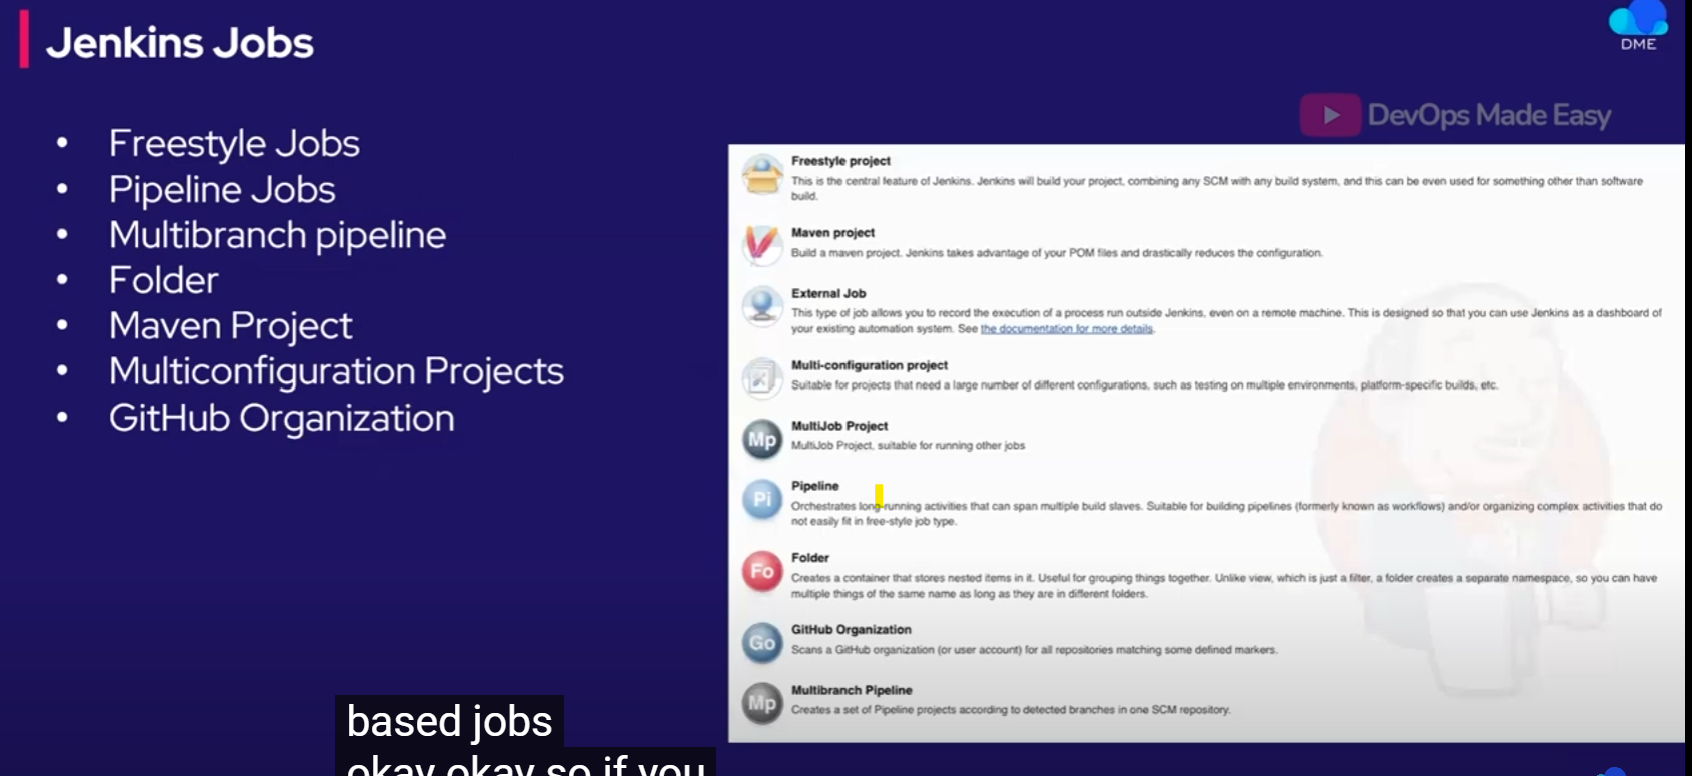 Jenkins Jobs
DME
DevOps Made Easy
• Freestyle Jobs
• Pipeline Jobs
• Multibranch pipeline
• Folder
• Maven Project
• Multiconfiguration Projects
• GitHub Organization
Freestyle project
This is the central feature of Jenkins. Jenkins will build your project, combining any SCM with any build system, and this can be even used for something other than software
build.
Maven project
Build a maven project. Jenkins takes advantage of your POM files and drastically reduces the configuration.
External Job
This type of job allows you to record the execution of a process run outside Jenkins, even on a remote machine. This is designed so that you can use Jenkins as a dashboard of
your existing automation system. See the documentation for more details.
Multi-configuration project
Suitable for projects that need a large number of different configurations, such as testing on multiple environments, platform-specific builds, etc.
Mp
MultiJob Project
MultiJob Project, suitable for running other jobs
Pi
Pipeline
Orchestrates long-running activities that can span multiple build slaves. Suitable for building pipelines (formerly known as workflows) and/or organizing complex activities that do
not easily fit in free-style job type.
Fo
Folder
Creates a container that stores nested items in it. Useful for grouping things together. Unlike view, which is just a filter, a folder creates a separate namespace, so you can have
multiple things of the same name as long as they are in different folders.
Go
GitHub Organization
Scans a GitHub organization (or user account) for all repositories matching some defined markers.
Mp
Multibranch Pipeline
Creates a set of Pipeline projects according to detected branches in one SCM repository.
based jobs
okay okay so if you